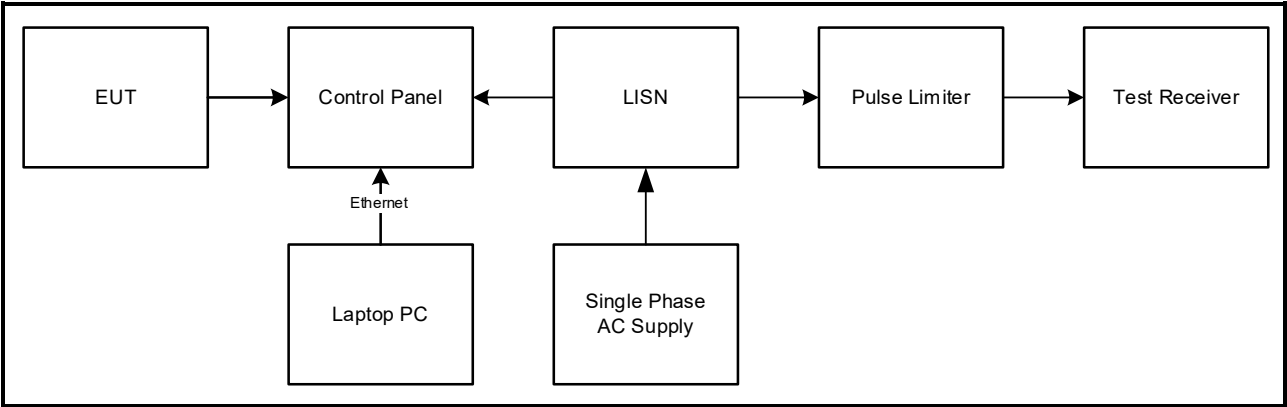 EUT
Control Panel
LISN
Pulse Limiter
Test Receiver
Ethernet
Laptop PC
Single Phase
AC Supply